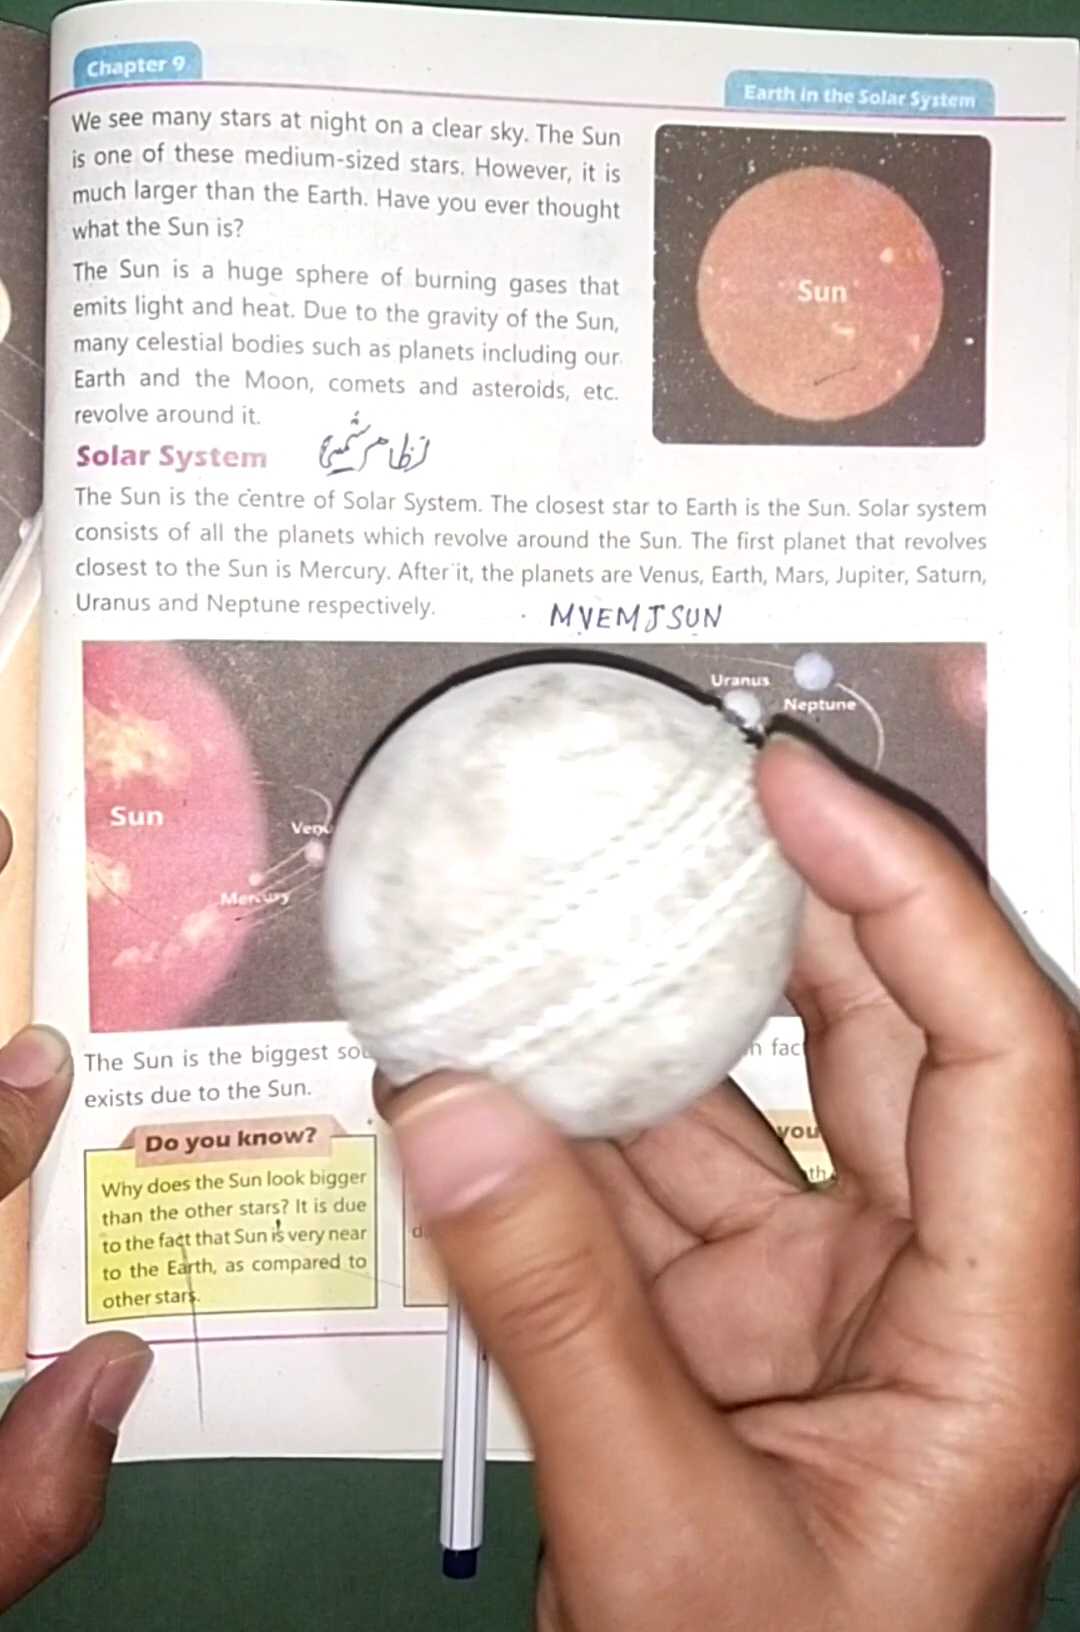 Chapter 9
Earth in the Solar System
We see many stars at night on a clear sky. The Sun
is one of these medium-sized stars. However, it is
much larger than the Earth. Have you ever thought
what the Sun is?
The Sun is a huge sphere of burning gases that
emits light and heat. Due to the gravity of the Sun,
many celestial bodies such as planets including our
Earth and the Moon, comets and asteroids, etc.
revolve around it.
Sun
Solar System نظام شمسی
The Sun is the centre of Solar System. The closest star to Earth is the Sun. Solar system
consists of all the planets which revolve around the Sun. The first planet that revolves
closest to the Sun is Mercury. After it, the planets are Venus, Earth, Mars, Jupiter, Saturn,
Uranus and Neptune respectively. MVEMJSUN
Uranus
Neptune
Sun
Mercury
The Sun is the biggest
exists due to the Sun.
Do you know?
Why does the Sun look bigger
than the other stars? It is due
to the fact that Sun is very near
to the Earth, as compared to
other stars.